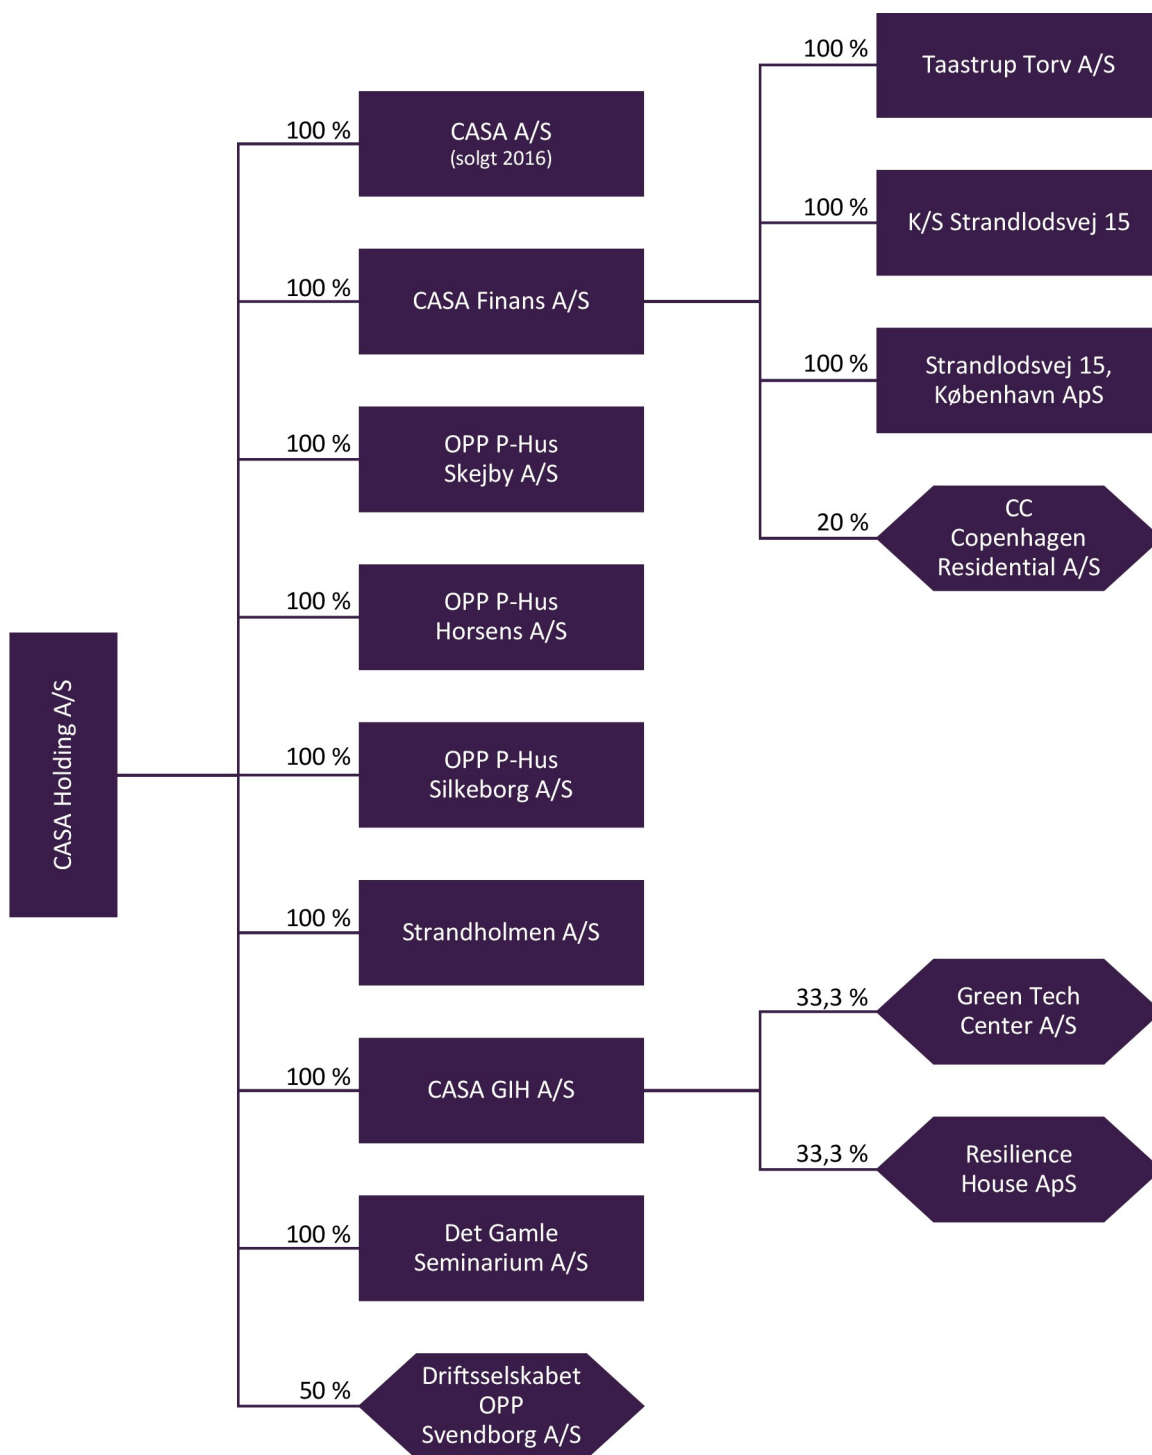 CASA Holding A/S
100 %
CASA A/S
(solgt 2016)
100 %
CASA Finans A/S
100 %
Taastrup Torv A/S
100 %
K/S Strandlodsvej 15
100 %
Strandlodsvej 15,
København ApS
20 %
CC
Copenhagen
Residential A/S
100 %
OPP P-Hus
Skejby A/S
100 %
OPP P-Hus
Horsens A/S
100 %
OPP P-Hus
Silkeborg A/S
100 %
Strandholmen A/S
100 %
CASA GIH A/S
33,3 %
Green Tech
Center A/S
33,3 %
Resilience
House ApS
100 %
Det Gamle
Seminarium A/S
50 %
Driftsselskabet
OPP
Svendborg A/S